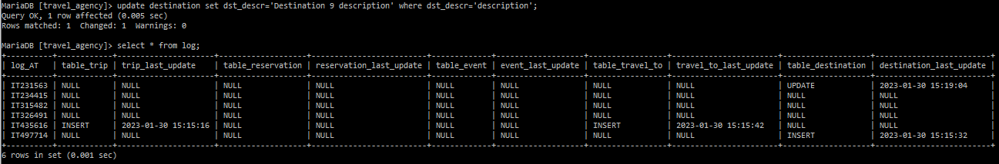 MariaDB [travel_agency]> update destination set dst_descr='Destination 9 description' where dst_descr='description';
Query OK, 1 row affected (0.005 sec)
Rows matched: 1  Changed: 1  Warnings: 0

MariaDB [travel_agency]> select * from log;
+----------+------------+---------------------+-------------------+-------------------------+-------------+-------------------+-----------------+-----------------------+-------------------+-------------------------+
| log_AT   | table_trip | trip_last_update    | table_reservation | reservation_last_update | table_event | event_last_update | table_travel_to | travel_to_last_update | table_destination | destination_last_update |
+----------+------------+---------------------+-------------------+-------------------------+-------------+-------------------+-----------------+-----------------------+-------------------+-------------------------+
| IT231563 | NULL       | NULL                | NULL              | NULL                    | NULL        | NULL              | NULL            | NULL                  | UPDATE            | 2023-01-30 15:19:04     |
| IT234415 | NULL       | NULL                | NULL              | NULL                    | NULL        | NULL              | NULL            | NULL                  | NULL              | NULL                    |
| IT315482 | NULL       | NULL                | NULL              | NULL                    | NULL        | NULL              | NULL            | NULL                  | NULL              | NULL                    |
| IT326491 | NULL       | NULL                | NULL              | NULL                    | NULL        | NULL              | NULL            | NULL                  | NULL              | NULL                    |
| IT435616 | INSERT     | 2023-01-30 15:15:16 | NULL              | NULL                    | NULL        | NULL              | INSERT          | 2023-01-30 15:15:42   | NULL              | NULL                    |
| IT497714 | NULL       | NULL                | NULL              | NULL                    | NULL        | NULL              | NULL            | NULL                  | INSERT            | 2023-01-30 15:15:32     |
+----------+------------+---------------------+-------------------+-------------------------+-------------+-------------------+-----------------+-----------------------+-------------------+-------------------------+
6 rows in set (0.001 sec)